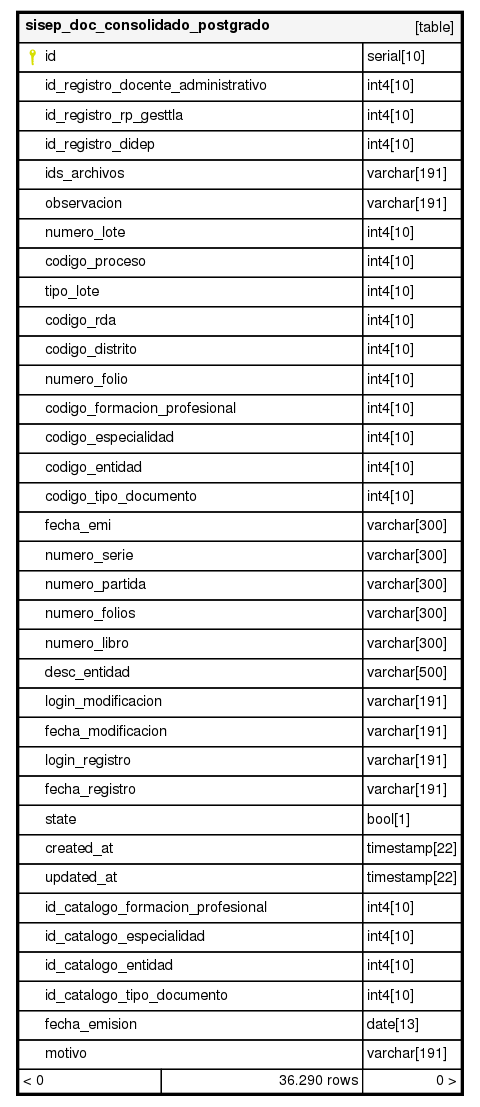 sisep_doc_consolidado_postgrado [table]
id serial[10]
id_registro_docente_administrativo int4[10]
id_registro_rp_gesttla int4[10]
id_registro_didep int4[10]
ids_archivos varchar[191]
observacion varchar[191]
numero_lote int4[10]
codigo_proceso int4[10]
tipo_lote int4[10]
codigo_rda int4[10]
codigo_distrito int4[10]
numero_folio int4[10]
codigo_formacion_profesional int4[10]
codigo_especialidad int4[10]
codigo_entidad int4[10]
codigo_tipo_documento int4[10]
fecha_emi varchar[300]
numero_serie varchar[300]
numero_partida varchar[300]
numero_folios varchar[300]
numero_libro varchar[300]
desc_entidad varchar[500]
login_modificacion varchar[191]
fecha_modificacion varchar[191]
login_registro varchar[191]
fecha_registro varchar[191]
state bool[1]
created_at timestamp[22]
updated_at timestamp[22]
id_catalogo_formacion_profesional int4[10]
id_catalogo_especialidad int4[10]
id_catalogo_entidad int4[10]
id_catalogo_tipo_documento int4[10]
fecha_emision date[13]
motivo varchar[191]
< 0 36.290 rows 0 >